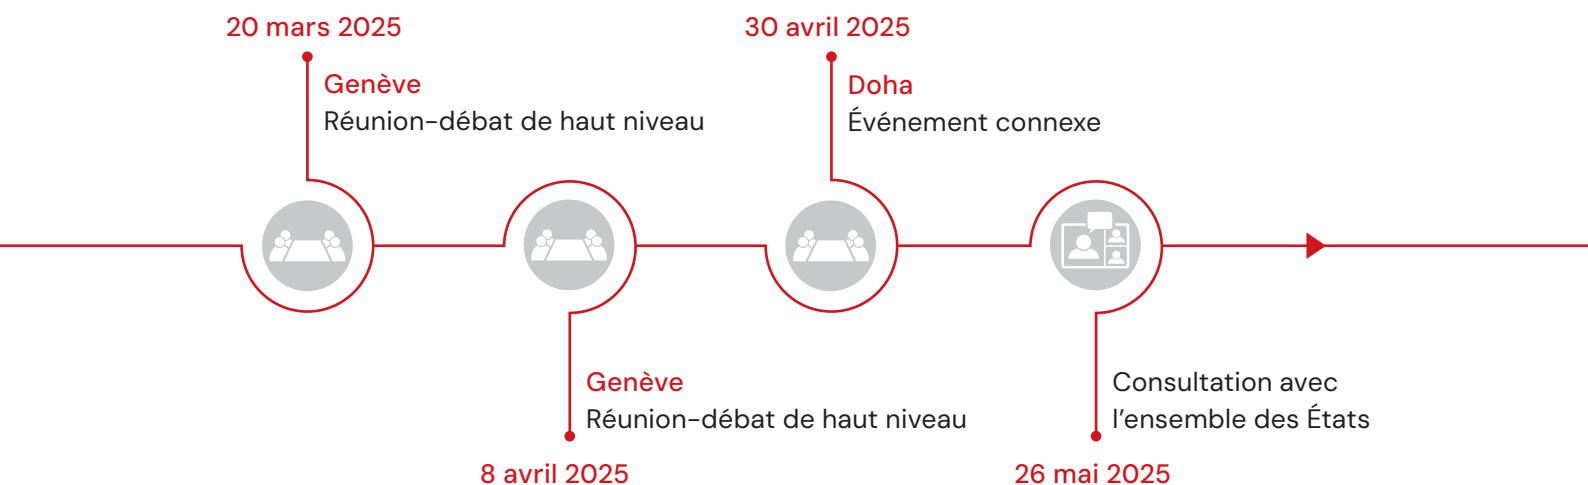 20 mars 2025
Genève
Réunion-débat de haut niveau
8 avril 2025
Genève
Réunion-débat de haut niveau
30 avril 2025
Doha
Événement connexe
26 mai 2025
Consultation avec
l’ensemble des États